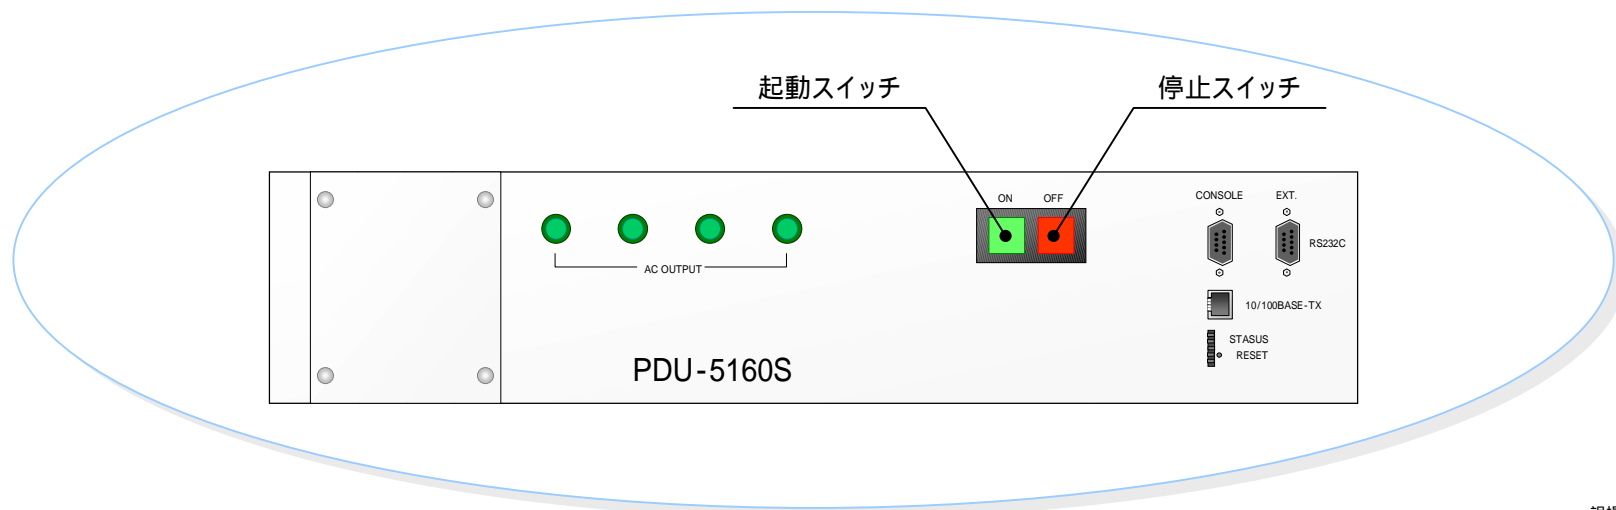 起動スイッチ
停止スイッチ
ON
OFF
CONSOLE
EXT.
RS232C
AC OUTPUT
10/100BASE-TX
STASUS
RESET
PDU-5160S